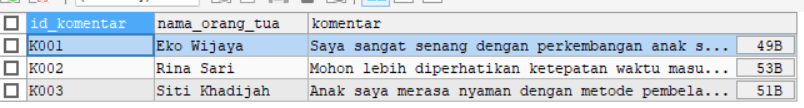 id_komentar nama_orang_tua komentar
K001 Eko Wijaya Saya sangat senang dengan perkembangan anak s... 49B
K002 Rina Sari Mohon lebih diperhatikan ketepatan waktu masu... 53B
K003 Siti Khadijah Anak saya merasa nyaman dengan metode pembela... 51B